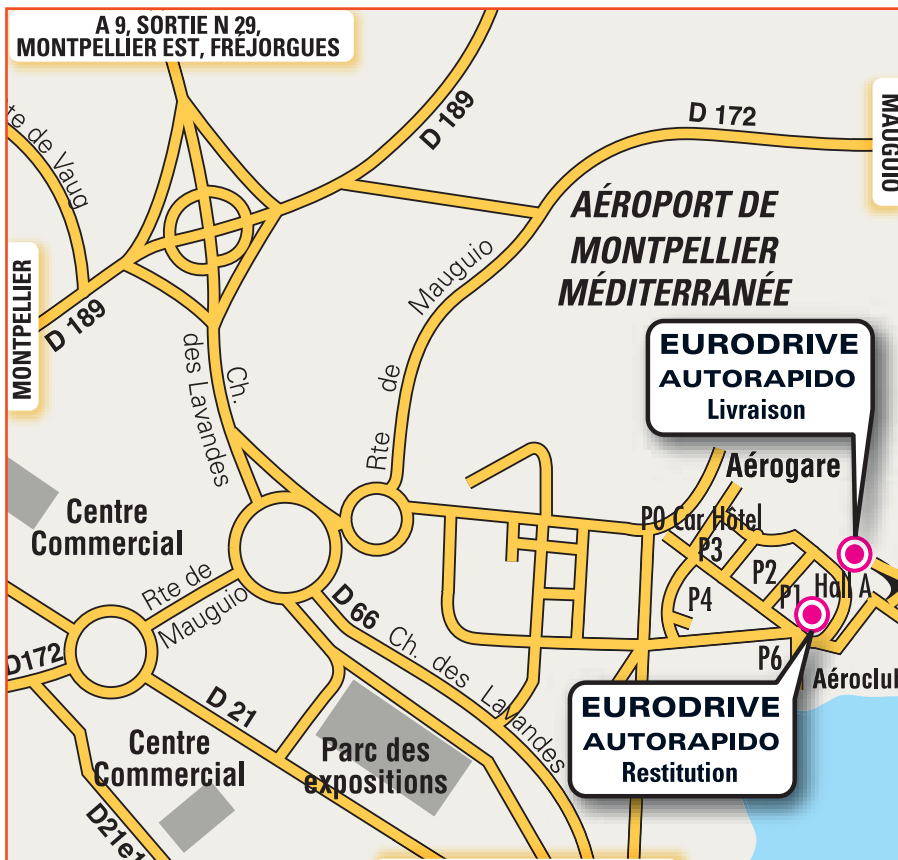 A 9, SORTIE N 29,
MONTPELLIER EST, FRÉJORGUES
te de Vaug
D 189
D 172
MAUGUIO
AÉROPORT DE
MONTPELLIER
MÉDITERRANÉE
MONTPELLIER
D 189
Ch.
des Lavandes
Rte de Mauguio
EURODRIVE
AUTORAPIDO
Livraison
Aérogare
Centre
Commercial
P0 Car Hôtel
P3
P2
P1
Hall A
P4
P6
Aéroclub
Rte de
Mauguio
D 66
Ch. des Lavandes
D172
D 21
Centre
Commercial
Parc des
expositions
EURODRIVE
AUTORAPIDO
Restitution
D21e1